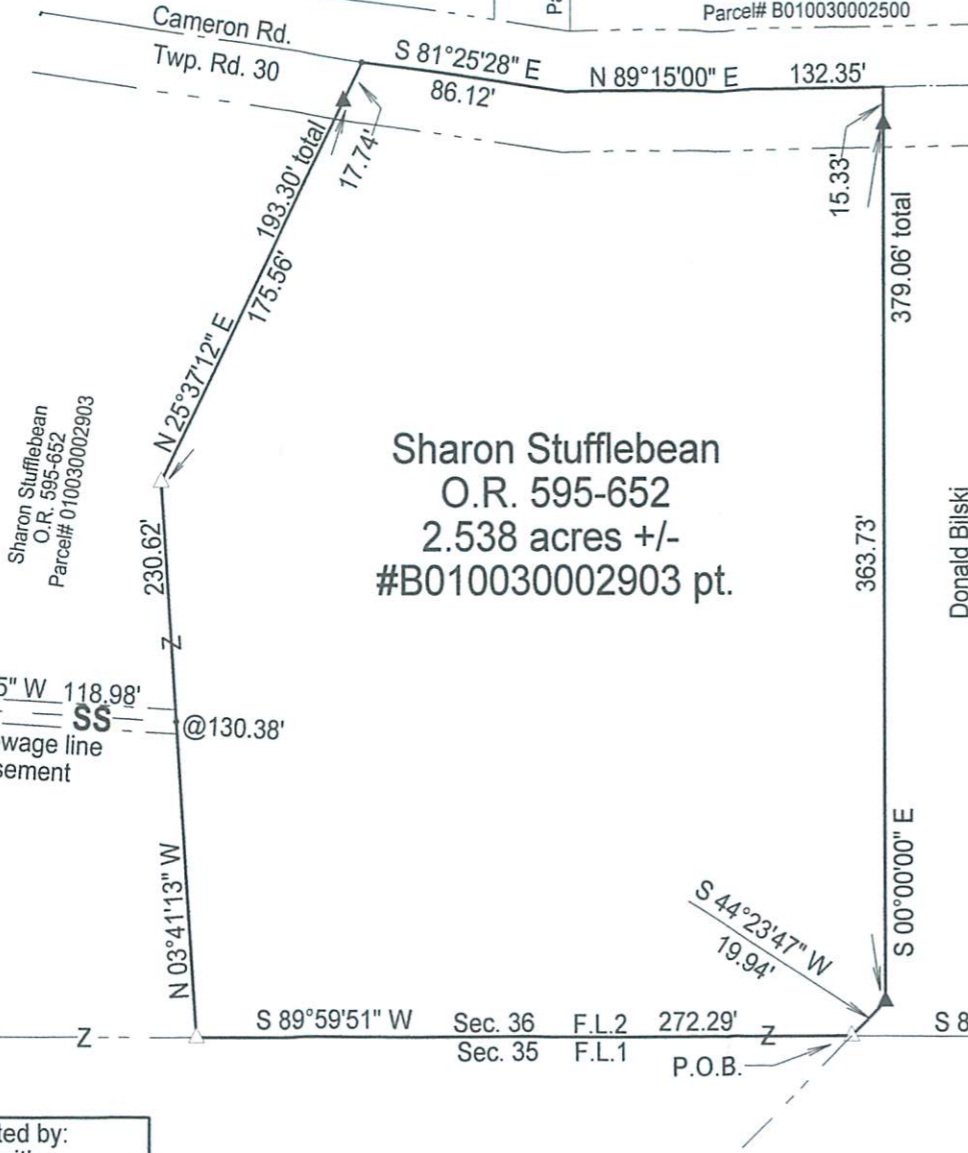 Parcel# B010030002500
Cameron Rd.
Twp. Rd. 30
S 81°25'28" E
86.12'
N 89°15'00" E
132.35'
193.30' total
17.74'
175.56'
N 25°37'12" E
15.33'
379.06' total
Sharon Stufflebean
O.R. 595-652
Parcel# 010030002903
Sharon Stufflebean
O.R. 595-652
2.538 acres +/-
#B010030002903 pt.
363.73'
Donald Bilski
230.62'
Z
5" W 118.98'
SS
@130.38'
wage line
sement
N 03°41'13" W
S 00°00'00" E
S 44°23'47" W
19.94'
Z
S 89°59'51" W Sec. 36 F.L.2 272.29' Z
S 8
Sec. 35 F.L.1
P.O.B.
ted by: